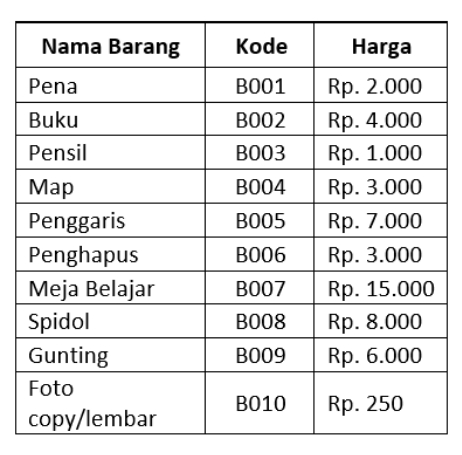 Nama Barang Kode Harga
Pena B001 Rp. 2.000
Buku B002 Rp. 4.000
Pensil B003 Rp. 1.000
Map B004 Rp. 3.000
Penggaris B005 Rp. 7.000
Penghapus B006 Rp. 3.000
Meja Belajar B007 Rp. 15.000
Spidol B008 Rp. 8.000
Gunting B009 Rp. 6.000
Foto
copy/lembar B010 Rp. 250